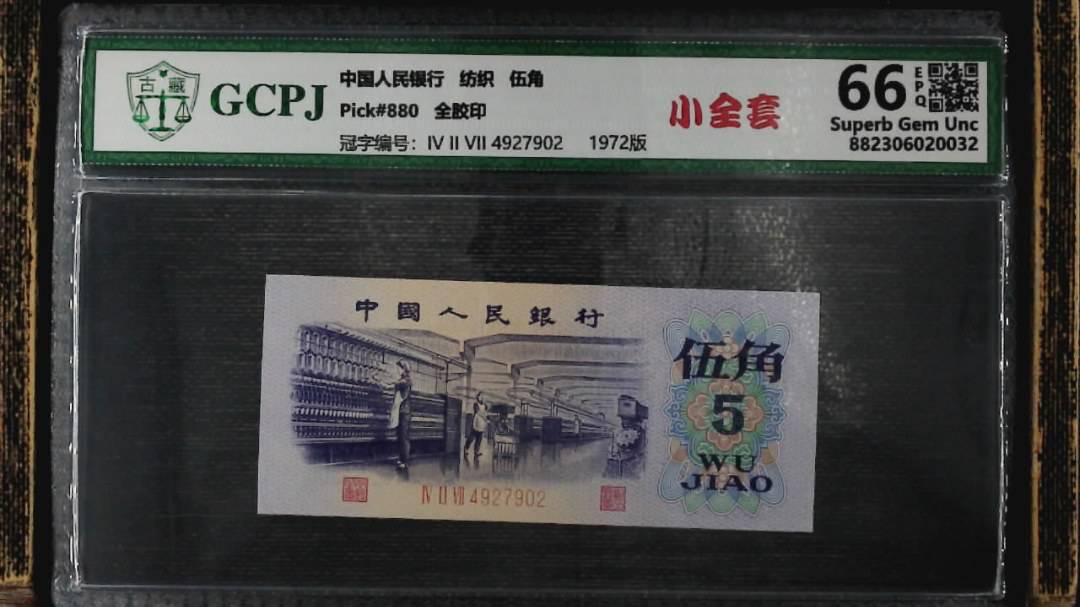 古藏
GCPJ
中国人民银行 纺织 伍角
Pick#880 全胶印
冠字编号: IV II VII 4927902 1972版
小全套
66 EPQ
Superb Gem Unc
882306020032
中國人民銀行
伍角
5
WU
JIAO
IV II VII 4927902